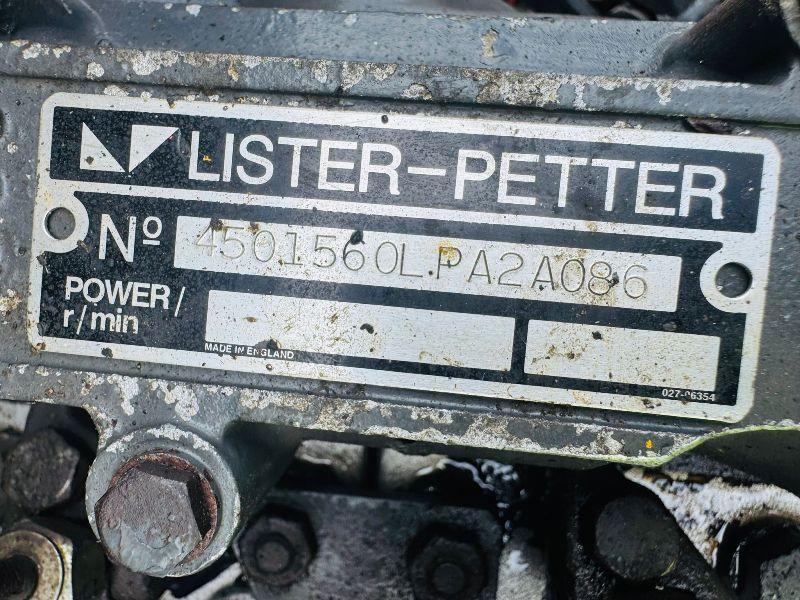 LISTER-PETTER
Nº 4501560LPA2A086
POWER/
r/min
MADE IN ENGLAND
027-06354